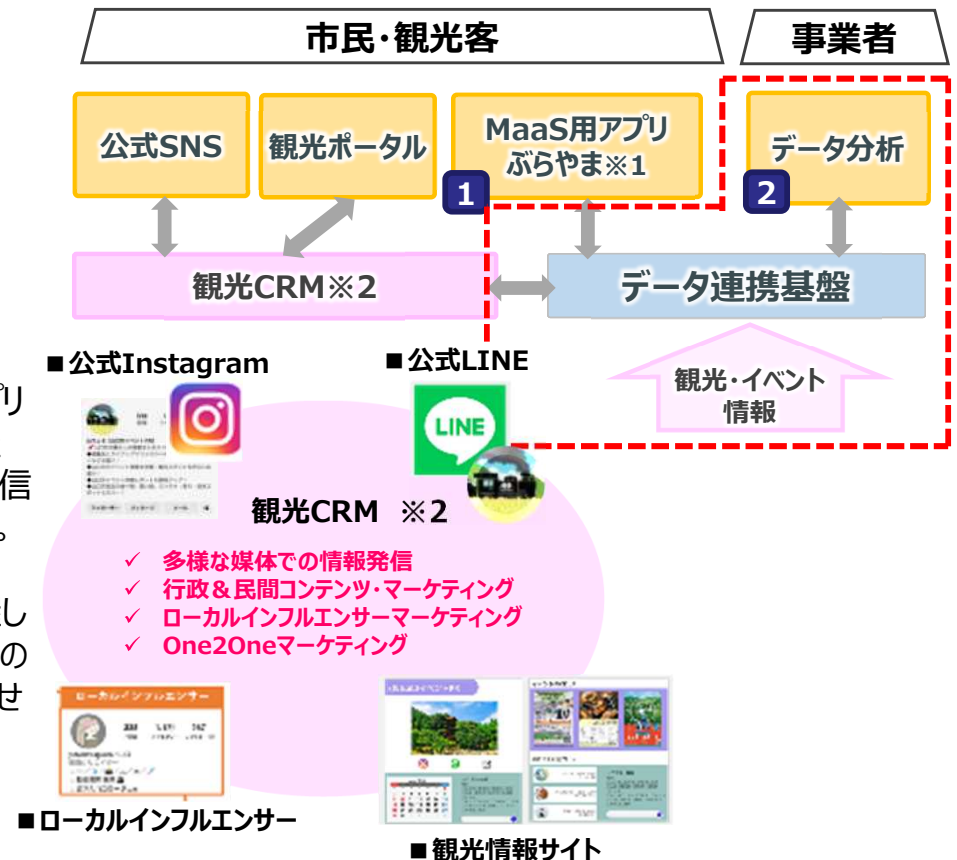 市民・観光客
事業者
公式SNS
観光ポータル
MaaS用アプリ
ぶらやま※1
データ分析
1
2
観光CRM※2
データ連携基盤
観光・イベント
情報
■公式Instagram
■公式LINE
LINE
プリ
信
。
し
の
せ
観光CRM ※2
✓ 多様な媒体での情報発信
✓ 行政&民間コンテンツ・マーケティング
✓ ローカルインフルエンサーマーケティング
✓ One2Oneマーケティング
ローカルインフルエンサー
■ローカルインフルエンサー
■観光情報サイト